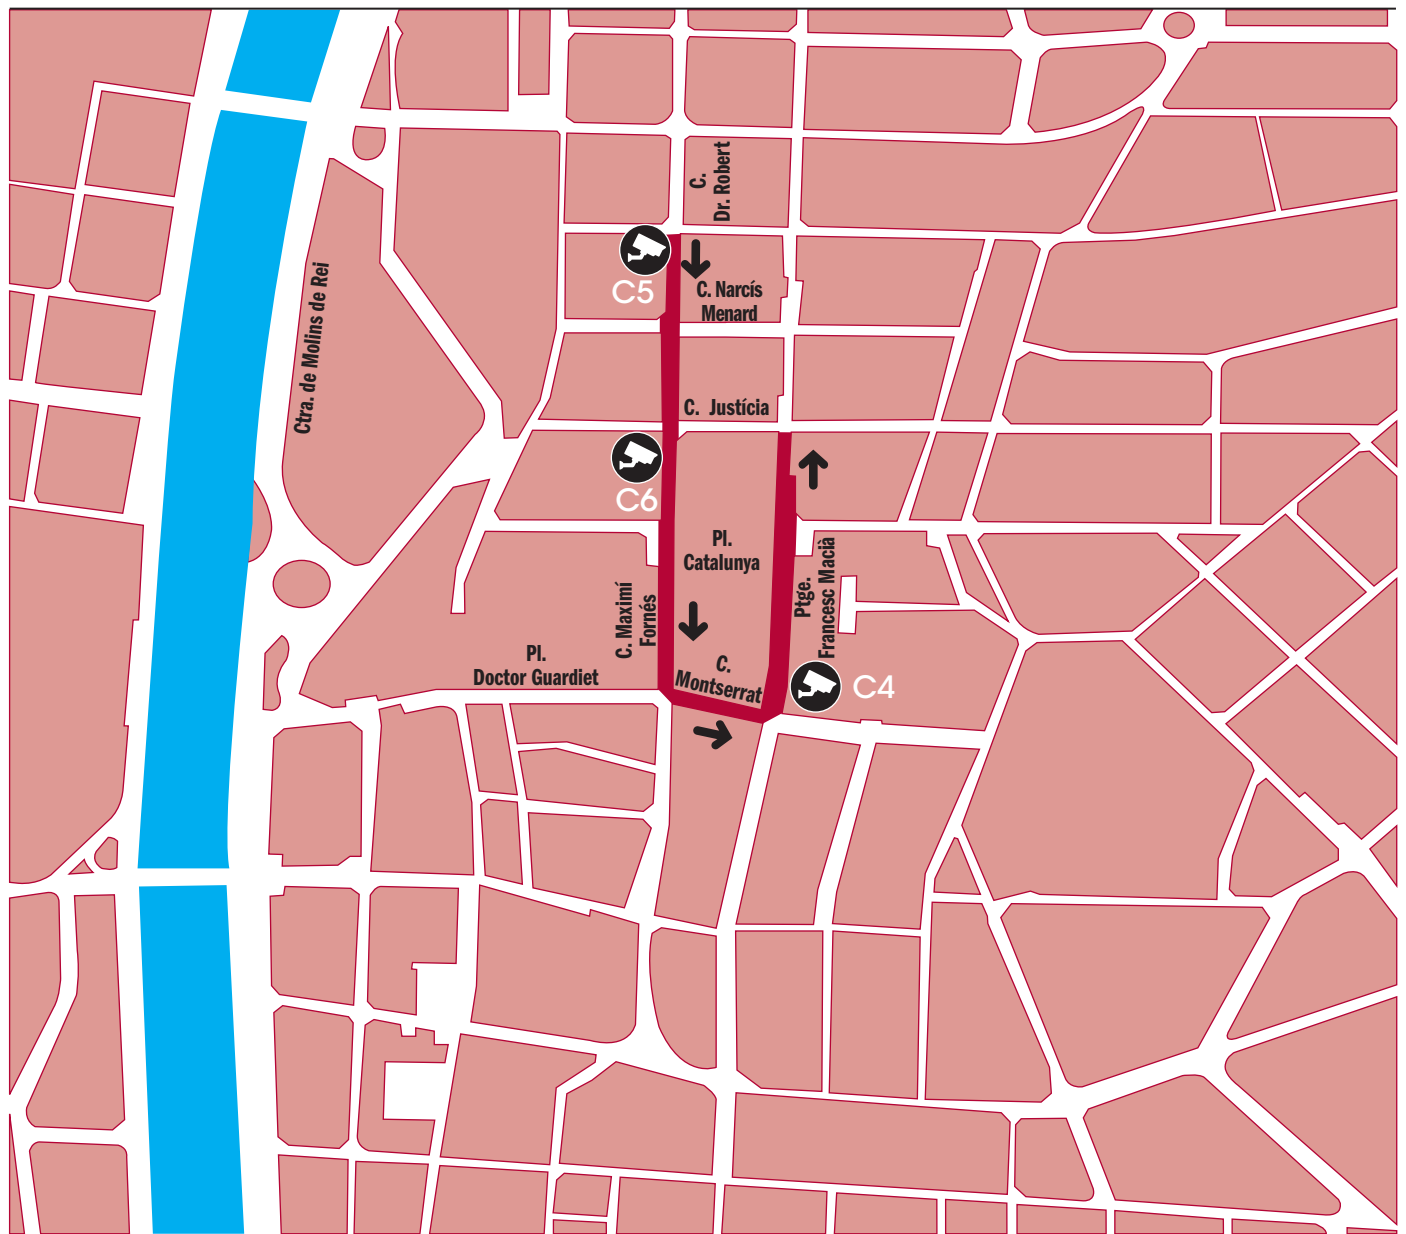 C.
Dr. Robert
C5
C. Narcís
Menard
Ctra. de Molins de Rei
C. Justícia
C6
Pl.
Catalunya
C. Maximí
Fornés
Ptge.
Francesc Macià
Pl.
Doctor Guardiet
C.
Montserrat
C4